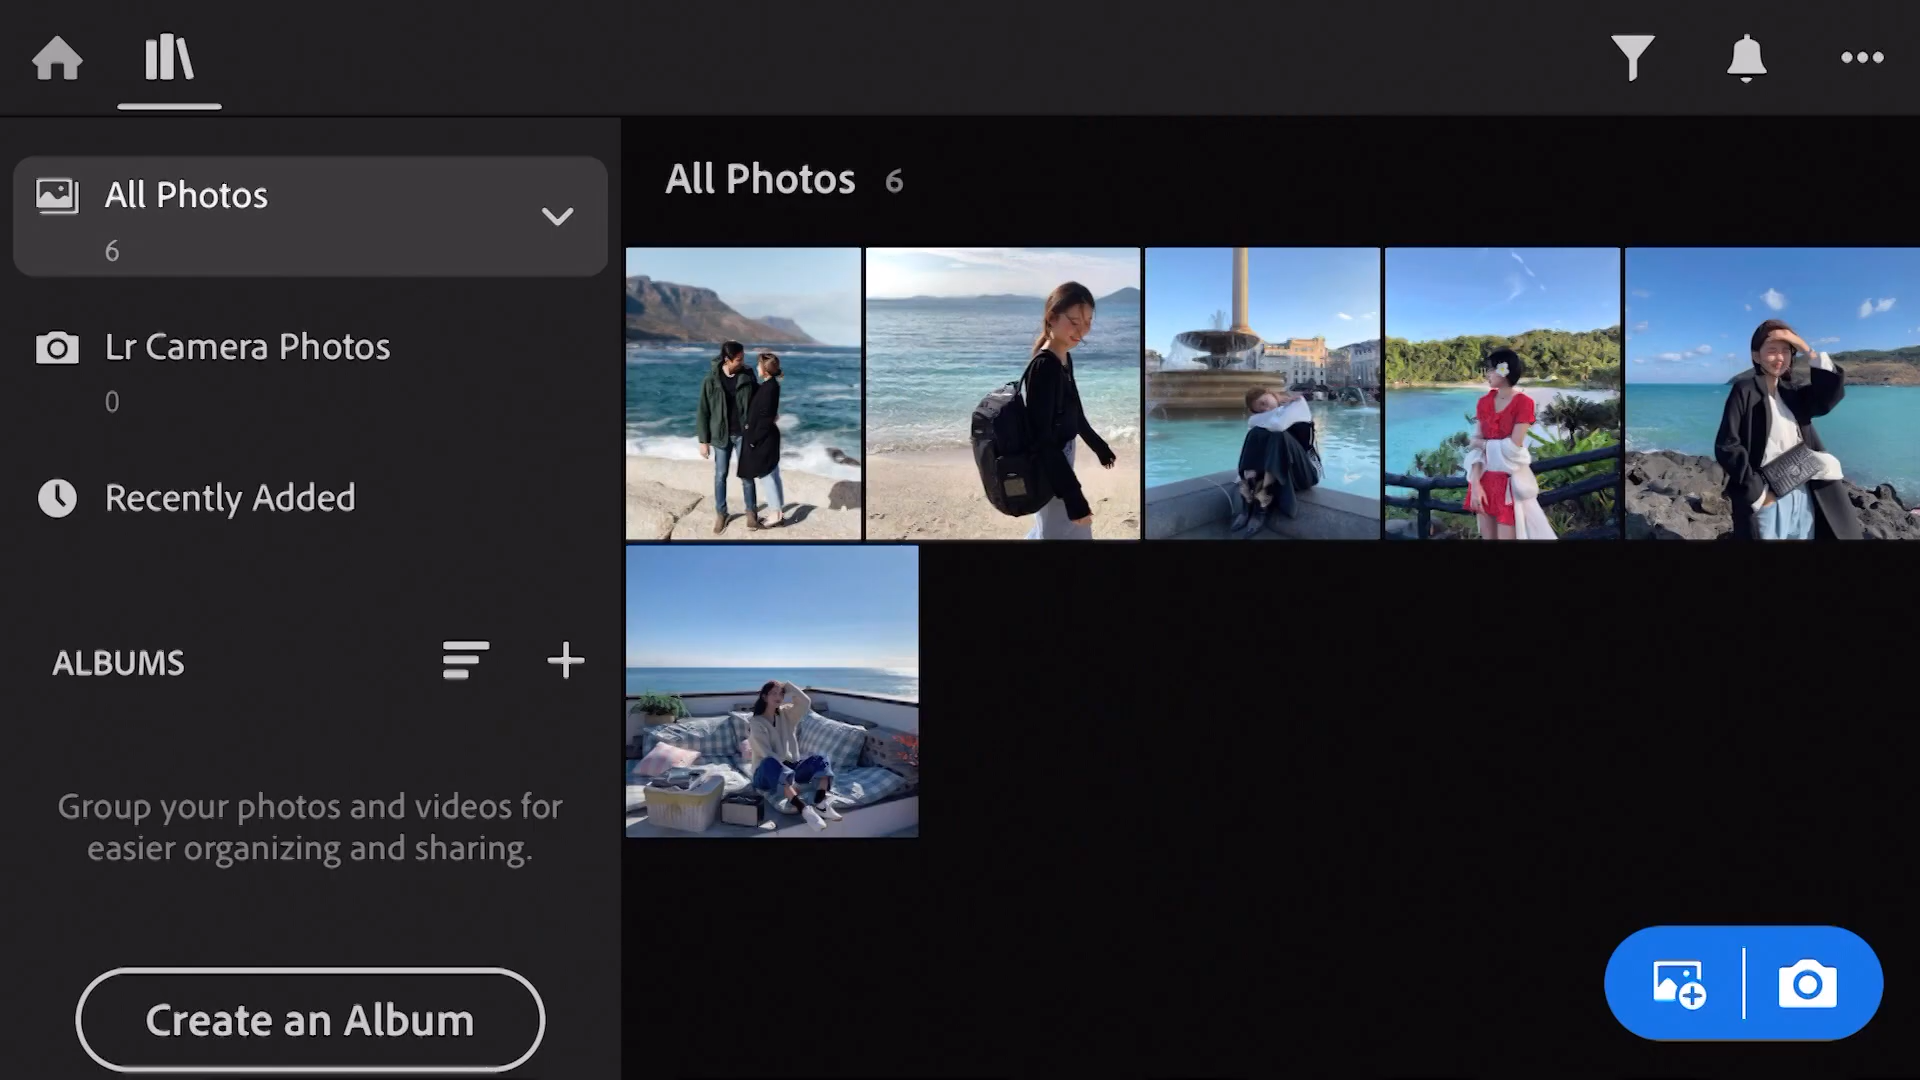 All Photos
6
Lr Camera Photos
0
Recently Added
ALBUMS
Group your photos and videos for
easier organizing and sharing.
Create an Album
All Photos 6